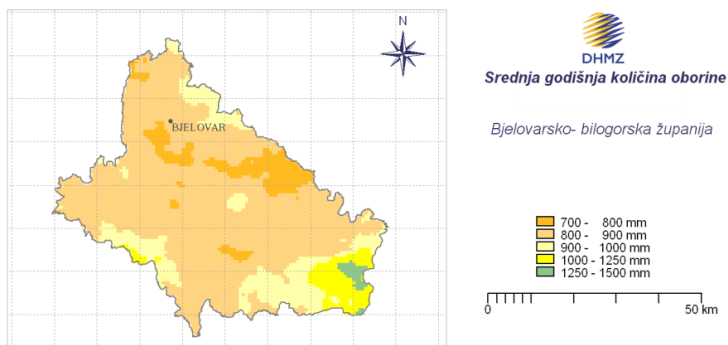 N
BJELOVAR
DHMZ
Srednja godišnja količina oborine
Bjelovarsko- bilogorska županija
700 - 800 mm
800 - 900 mm
900 - 1000 mm
1000 - 1250 mm
1250 - 1500 mm
0 50 km